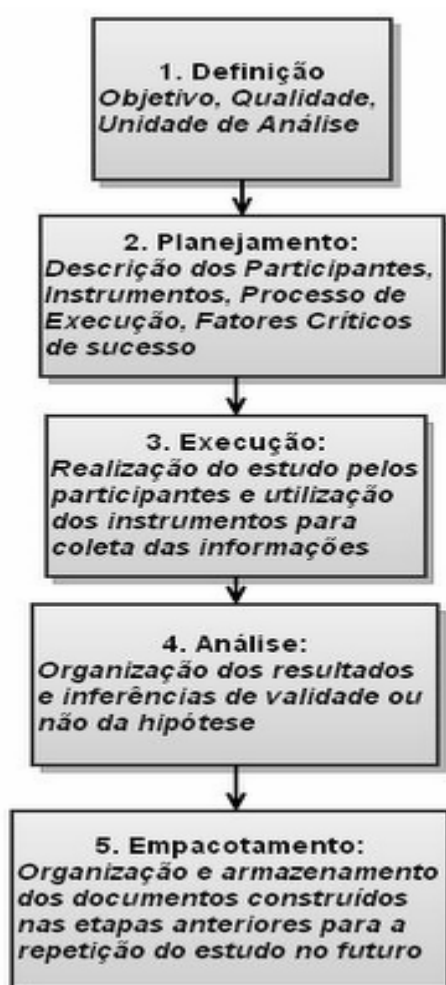 1. Definição
Objetivo, Qualidade,
Unidade de Análise
2. Planejamento:
Descrição dos Participantes,
Instrumentos, Processo de
Execução, Fatores Críticos
de sucesso
3. Execução:
Realização do estudo pelos
participantes e utilização
dos instrumentos para
coleta das informações
4. Análise:
Organização dos resultados
e inferências de validade ou
não da hipótese
5. Empacotamento:
Organização e armazenamento
dos documentos construídos
nas etapas anteriores para a
repetição do estudo no futuro